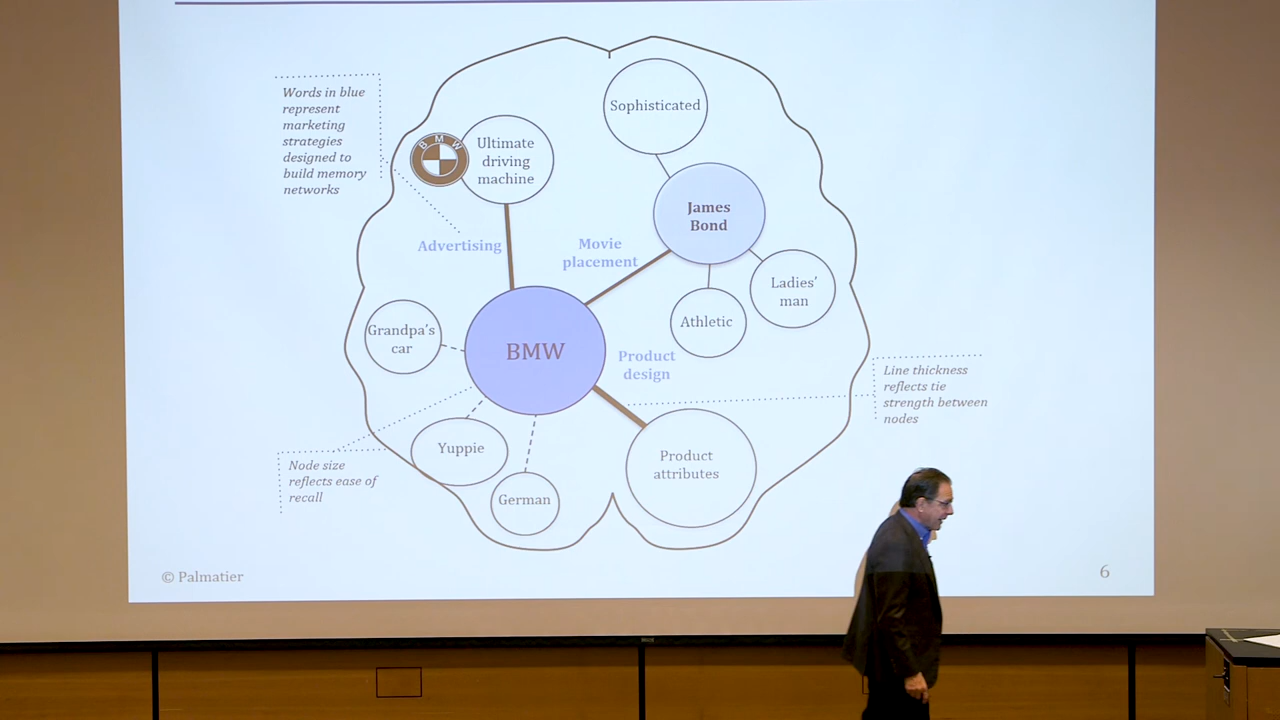 Words in blue
represent
marketing
strategies
designed to
build memory
networks
BMW
Ultimate
driving
machine
Sophisticated
James
Bond
Advertising
Movie
placement
Ladies'
man
Athletic
Grandpa's
car
BMW
Product
design
Line thickness
reflects tie
strength between
nodes
Yuppie
Product
attributes
Node size
reflects ease of
recall
German
© Palmatier
6